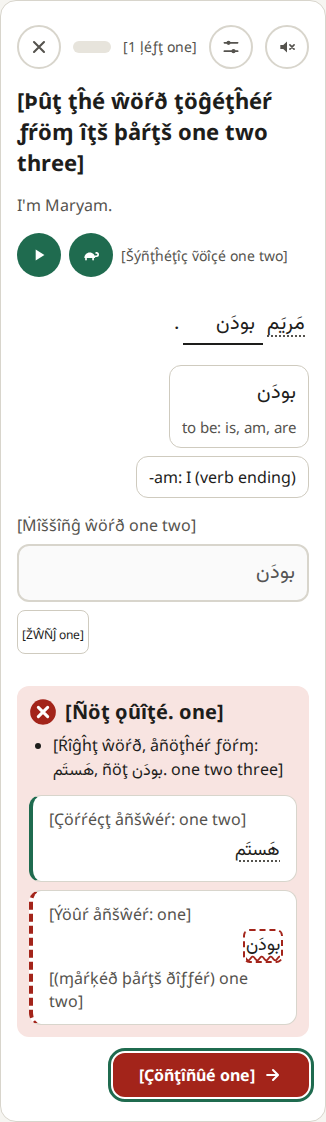 [1 ļéƒţ one]
[Þûţ ţĥé ŵöŕð ţöĝéţĥéŕ
ƒŕöɱ îţš þåŕţš one two
three]
I'm Maryam.
[Šýñţĥéţîç ṽöîçé one two]
مَریَم بودَن .
بودَن
to be: is, am, are
-am: I (verb ending)
[Ṁîššîñĝ ŵöŕð one two]
بودَن
[ŽŴÑĴ one]
[Ñöţ ǫûîţé. one]
[Ŕîĝĥţ ŵöŕð, åñöţĥéŕ ƒöŕɱ:
هَستَم, ñöţ بودَن. one two three]
[Çöŕŕéçţ åñšŵéŕ: one two]
هَستَم
[Ýöûŕ åñšŵéŕ: one]
بودَن
[(ɱåŕķéð þåŕţš ðîƒƒéŕ) one
two]
[Çöñţîñûé one]